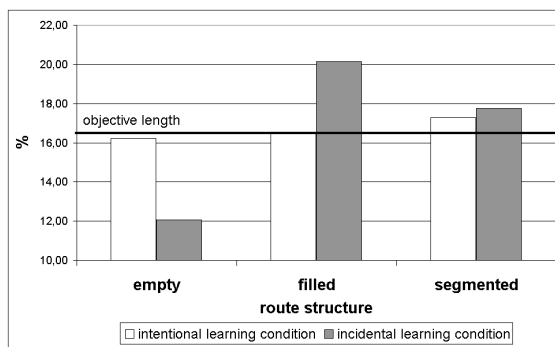 22,00
20,00
18,00
objective length
16,00
%
14,00
12,00
10,00
empty filled segmented
route structure
intentional learning condition incidental learning condition